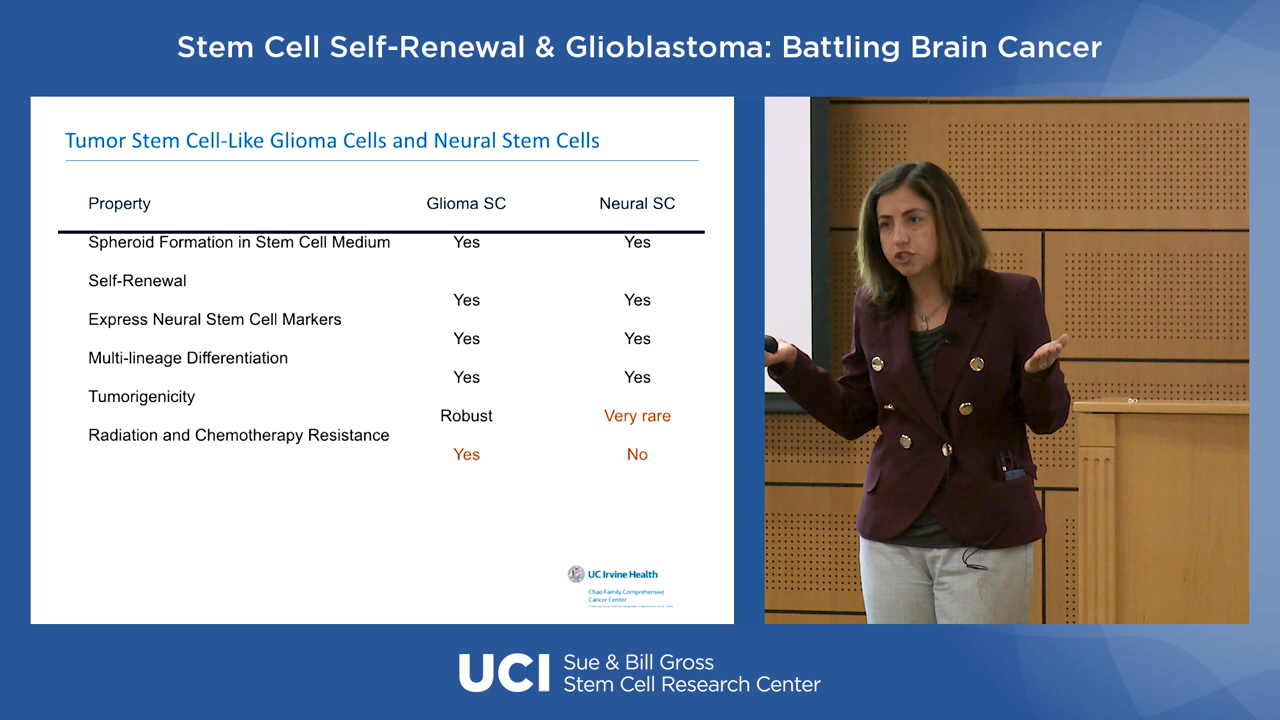 Stem Cell Self-Renewal & Glioblastoma: Battling Brain Cancer
Tumor Stem Cell-Like Glioma Cells and Neural Stem Cells
Property Glioma SC Neural SC
Spheroid Formation in Stem Cell Medium Yes Yes
Self-Renewal
Yes Yes
Express Neural Stem Cell Markers
Yes Yes
Multi-lineage Differentiation
Yes Yes
Tumorigenicity
Robust Very rare
Radiation and Chemotherapy Resistance
Yes No
UC Irvine Health
Chao Family Comprehensive
Cancer Center
UCI Sue & Bill Gross
Stem Cell Research Center